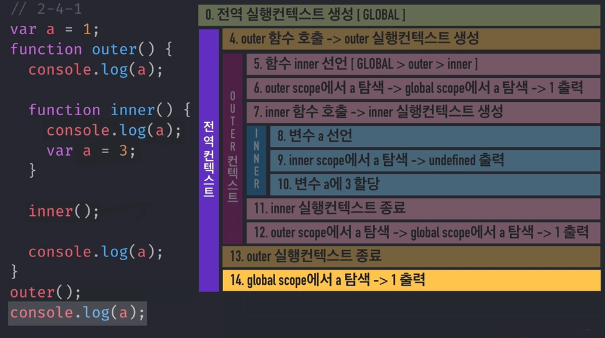 // 2-4-1
var a = 1;
function outer() {
console.log(a);
function inner() {
console.log(a);
var a = 3;
}
inner();
console.log(a);
}
outer();
console.log(a);
0. 전역 실행컨텍스트 생성 [ GLOBAL ]
전역 컨텍스트
4. outer 함수 호출 -> outer 실행컨텍스트 생성
OUTER 컨텍스트
5. 함수 inner 선언 [ GLOBAL > outer > inner ]
6. outer scope에서 a 탐색 -> global scope에서 a 탐색 -> 1 출력
7. inner 함수 호출 -> inner 실행컨텍스트 생성
INNER
8. 변수 a 선언
9. inner scope에서 a 탐색 -> undefined 출력
10. 변수 a에 3 할당
11. inner 실행컨텍스트 종료
12. outer scope에서 a 탐색 -> global scope에서 a 탐색 -> 1 출력
13. outer 실행컨텍스트 종료
14. global scope에서 a 탐색 -> 1 출력